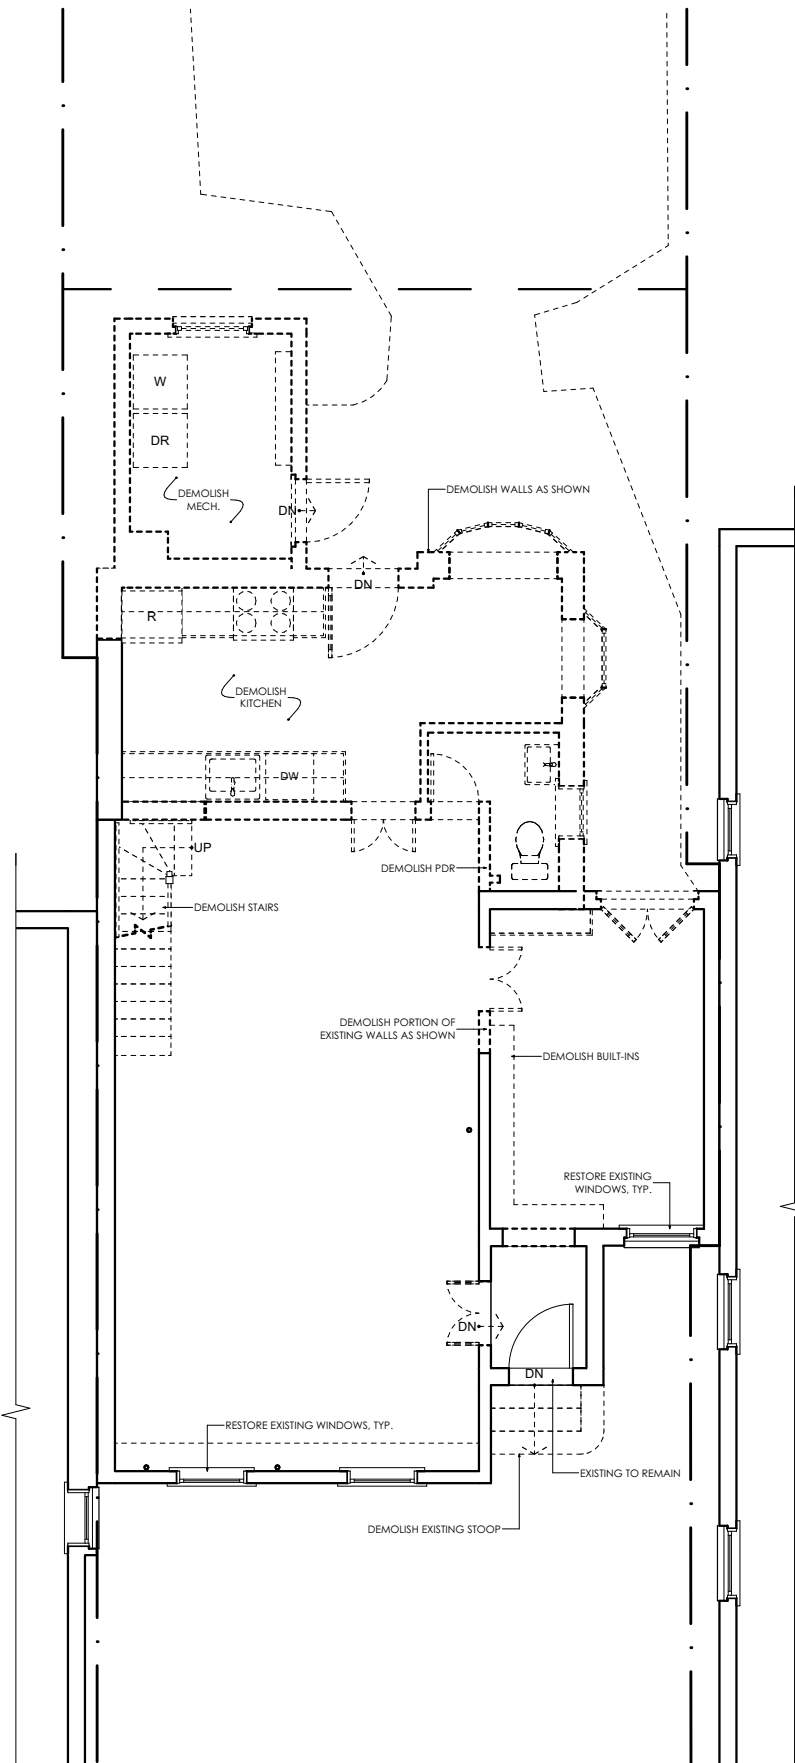 W
DR
DEMOLISH
MECH.
DN
DEMOLISH WALLS AS SHOWN
DN
R
DEMOLISH
KITCHEN
DW
UP
DEMOLISH PDR
DEMOLISH STAIRS
DEMOLISH PORTION OF
EXISTING WALLS AS SHOWN
DEMOLISH BUILT-INS
RESTORE EXISTING
WINDOWS, TYP.
DN
DN
RESTORE EXISTING WINDOWS, TYP.
EXISTING TO REMAIN
DEMOLISH EXISTING STOOP